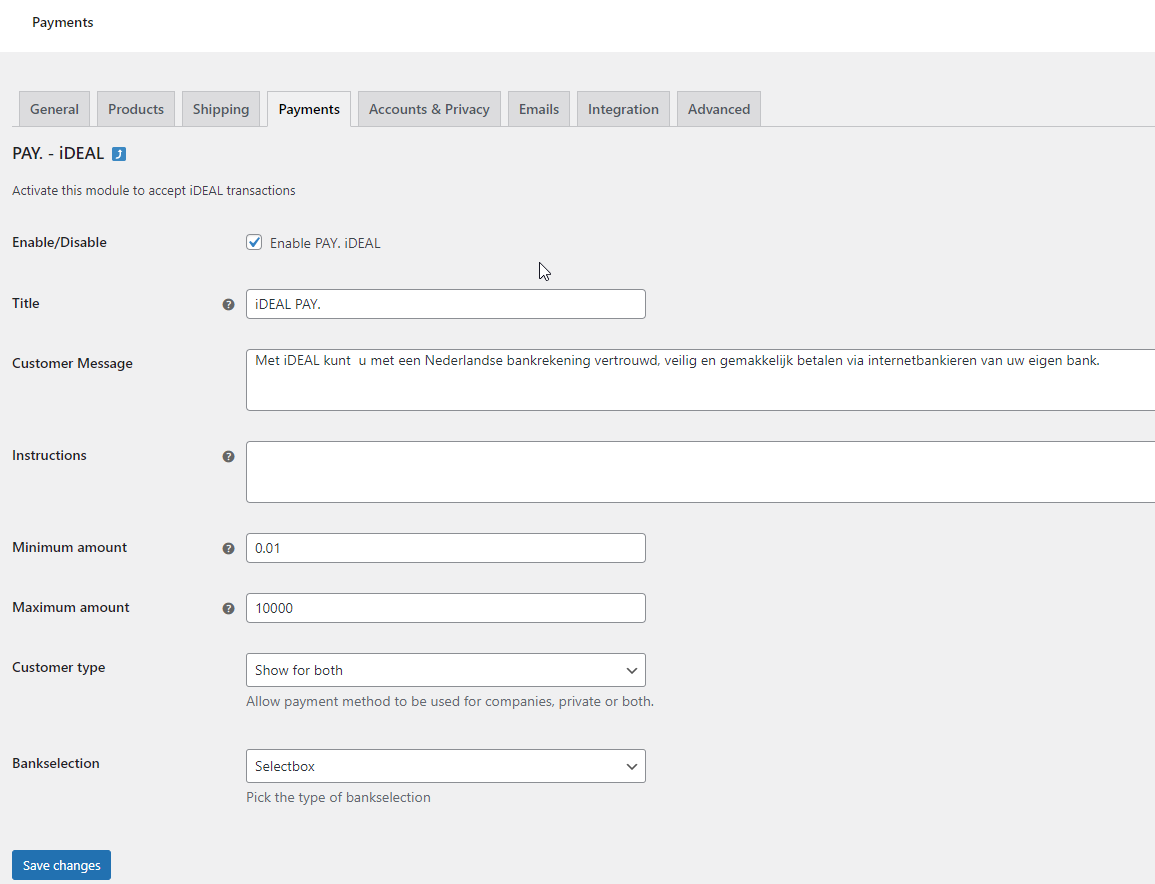 Payments
General Products Shipping Payments Accounts & Privacy Emails Integration Advanced
PAY. - iDEAL
Activate this module to accept iDEAL transactions
Enable/Disable Enable PAY. iDEAL
Title iDEAL PAY.
Customer Message Met iDEAL kunt  u met een Nederlandse bankrekening vertrouwd, veilig en gemakkelijk betalen via internetbankieren van uw eigen bank.
Instructions
Minimum amount 0.01
Maximum amount 10000
Customer type Show for both
Allow payment method to be used for companies, private or both.
Bankselection Selectbox
Pick the type of bankselection
Save changes